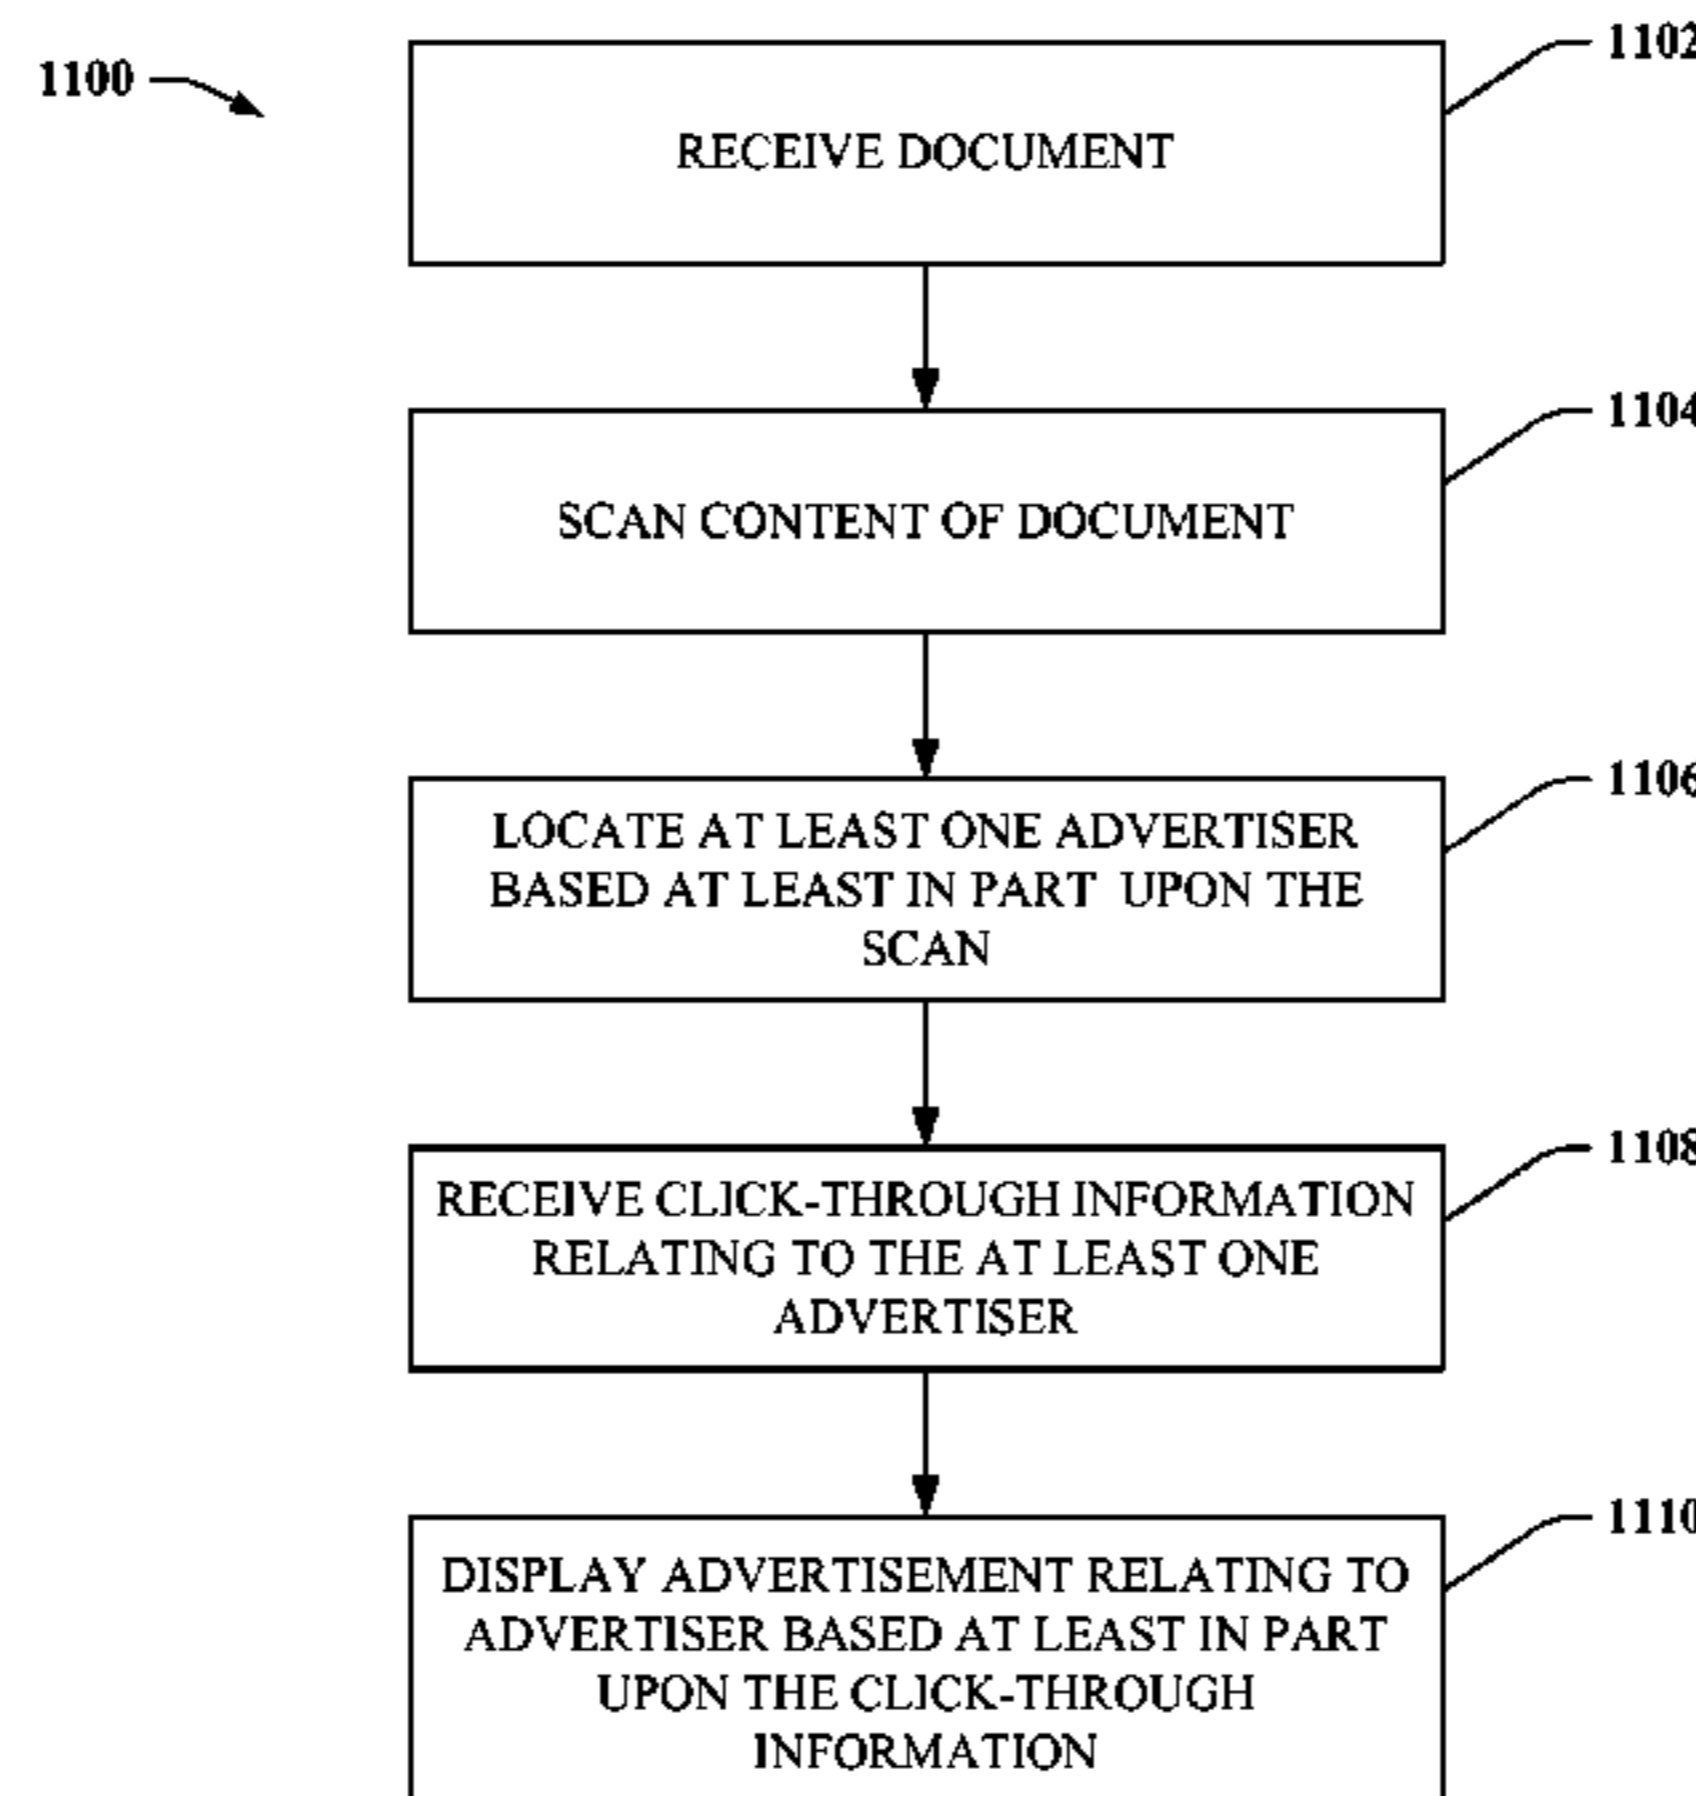 1100
1102
RECEIVE DOCUMENT
1104
SCAN CONTENT OF DOCUMENT
1106
LOCATE AT LEAST ONE ADVERTISER
BASED AT LEAST IN PART UPON THE
SCAN
1108
RECEIVE CLICK-THROUGH INFORMATION
RELATING TO THE AT LEAST ONE
ADVERTISER
1110
DISPLAY ADVERTISEMENT RELATING TO
ADVERTISER BASED AT LEAST IN PART
UPON THE CLICK-THROUGH
INFORMATION